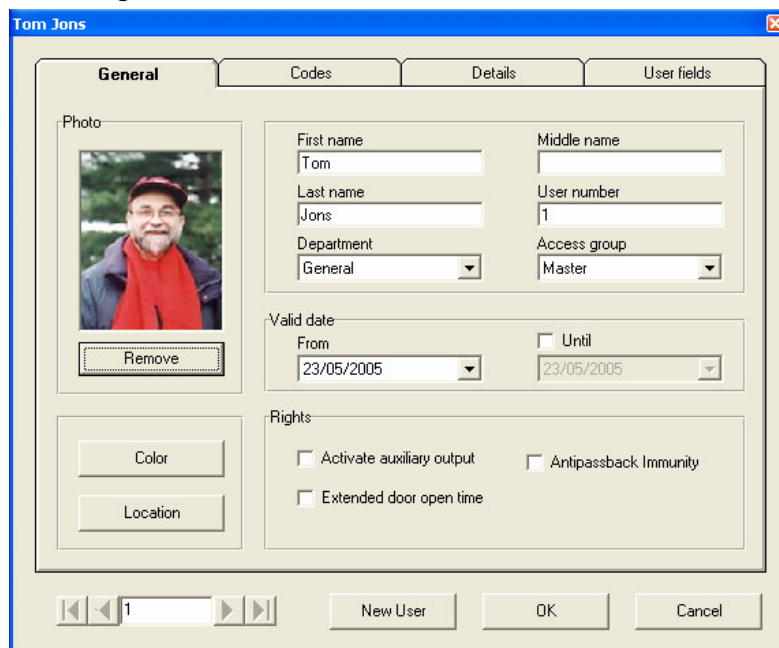 Tom Jons
General Codes Details User fields
Photo
First name Middle name
Tom
Last name User number
Jons 1
Department Access group
General Master
Remove
Valid date
From Until
23/05/2005 23/05/2005
Color
Location
Rights
Activate auxiliary output Antipassback Immunity
Extended door open time
1 New User OK Cancel